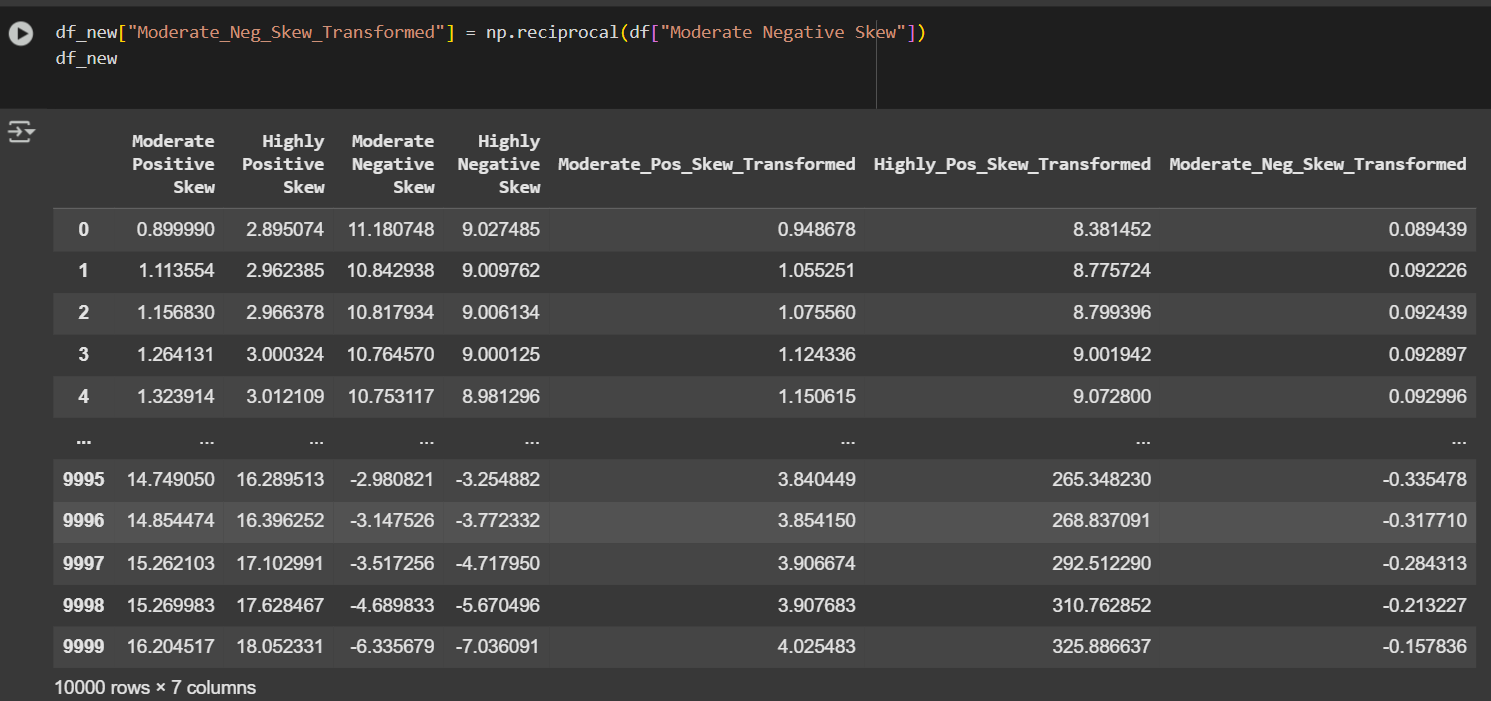 df_new["Moderate_Neg_Skew_Transformed"] = np.reciprocal(df["Moderate Negative Skew"])
df_new
Moderate Positive Skew Highly Positive Skew Moderate Negative Skew Highly Negative Skew Moderate_Pos_Skew_Transformed Highly_Pos_Skew_Transformed Moderate_Neg_Skew_Transformed
0 0.899990 2.895074 11.180748 9.027485 0.948678 8.381452 0.089439
1 1.113554 2.962385 10.842938 9.009762 1.055251 8.775724 0.092226
2 1.156830 2.966378 10.817934 9.006134 1.075560 8.799396 0.092439
3 1.264131 3.000324 10.764570 9.000125 1.124336 9.001942 0.092897
4 1.323914 3.012109 10.753117 8.981296 1.150615 9.072800 0.092996
... ... ... ... ... ... ... ...
9995 14.749050 16.289513 -2.980821 -3.254882 3.840449 265.348230 -0.335478
9996 14.854474 16.396252 -3.147526 -3.772332 3.854150 268.837091 -0.317710
9997 15.262103 17.102991 -3.517256 -4.717950 3.906674 292.512290 -0.284313
9998 15.269983 17.628467 -4.689833 -5.670496 3.907683 310.762852 -0.213227
9999 16.204517 18.052331 -6.335679 -7.036091 4.025483 325.886637 -0.157836
10000 rows × 7 columns